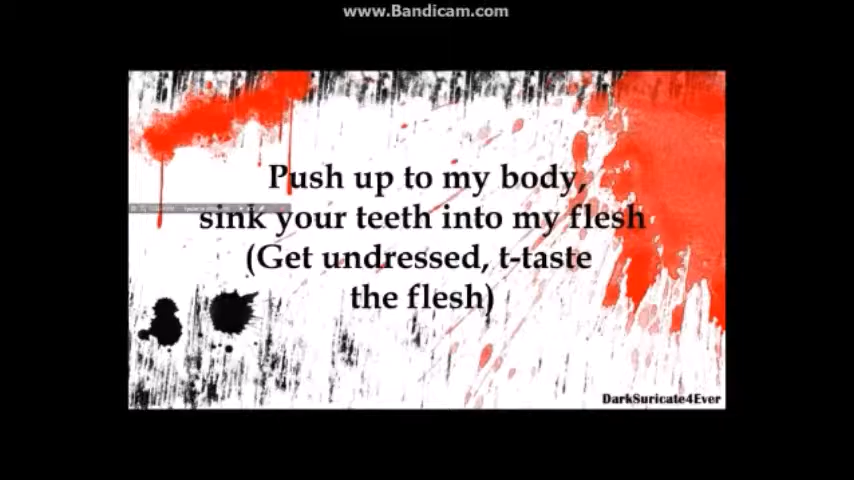 www.Bandicam.com
Push up to my body,
sink your teeth into my flesh
(Get undressed, t-taste
the flesh)
DarkSuricate4Ever